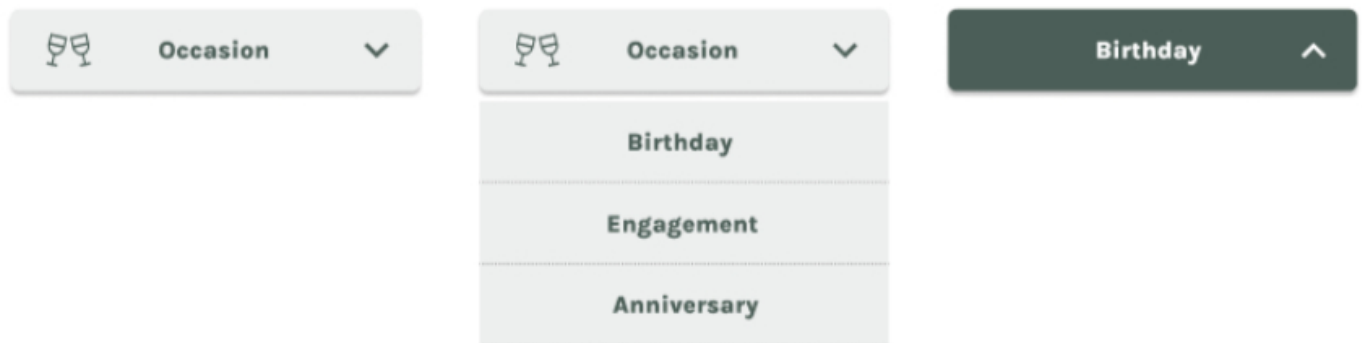 Occasion
Occasion
Birthday
Birthday
Engagement
Anniversary